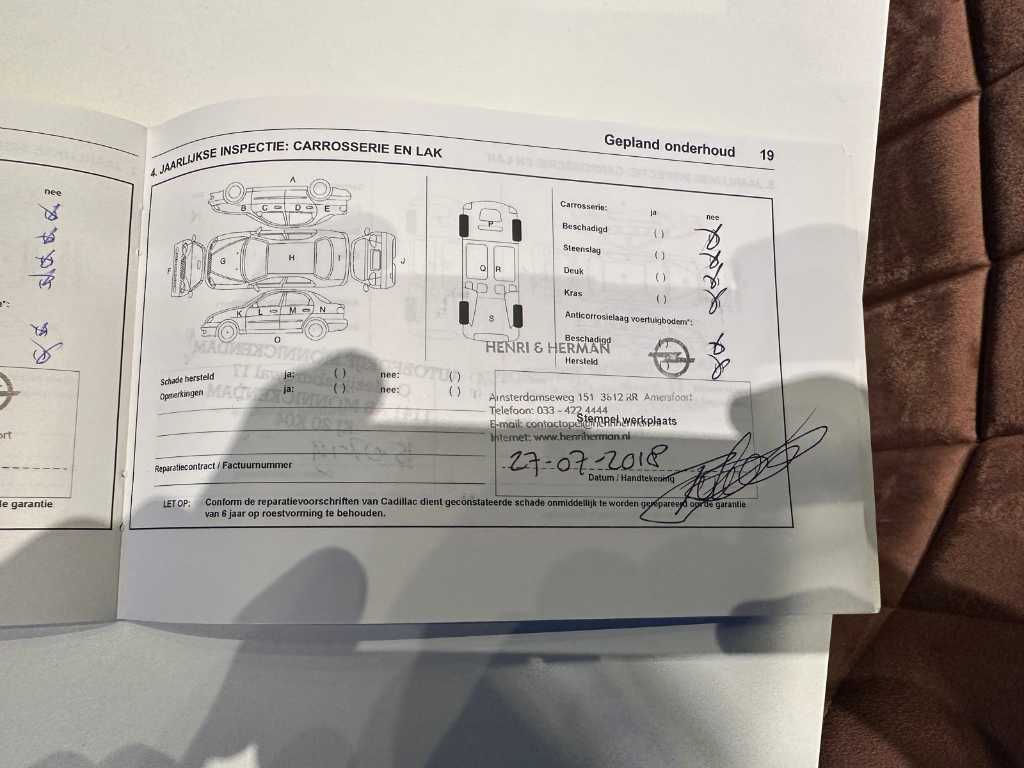 Gepland onderhoud 19
4. JAARLIJKSE INSPECTIE: CARROSSERIE EN LAK
nee
A
B C D E
F G H I J
K L M N
O
P
Q R
S
Carrosserie: ja nee
Beschadigd ( )
Steenslag ( )
Deuk ( )
Kras ( )
Anticorrosielaag voertuigbodem*:
Beschadigd
Hersteld
HENRI & HERMAN
Schade hersteld ja: ( ) nee: ( )
Opmerkingen ja: ( ) nee: ( )
Amsterdamseweg 151 3812 RR Amersfoort
Telefoon: 033 - 422 4444
E-mail:
Stempel werkplaats
Internet: www.henriherman.nl
27-07-2018
Datum / Handtekening
Reparatiecontract / Factuurnummer
LET OP: Conform de reparatievoorschriften van Cadillac dient geconstateerde schade onmiddellijk te worden gerepareerd om de garantie
van 6 jaar op roestvorming te behouden.
ort
de garantie